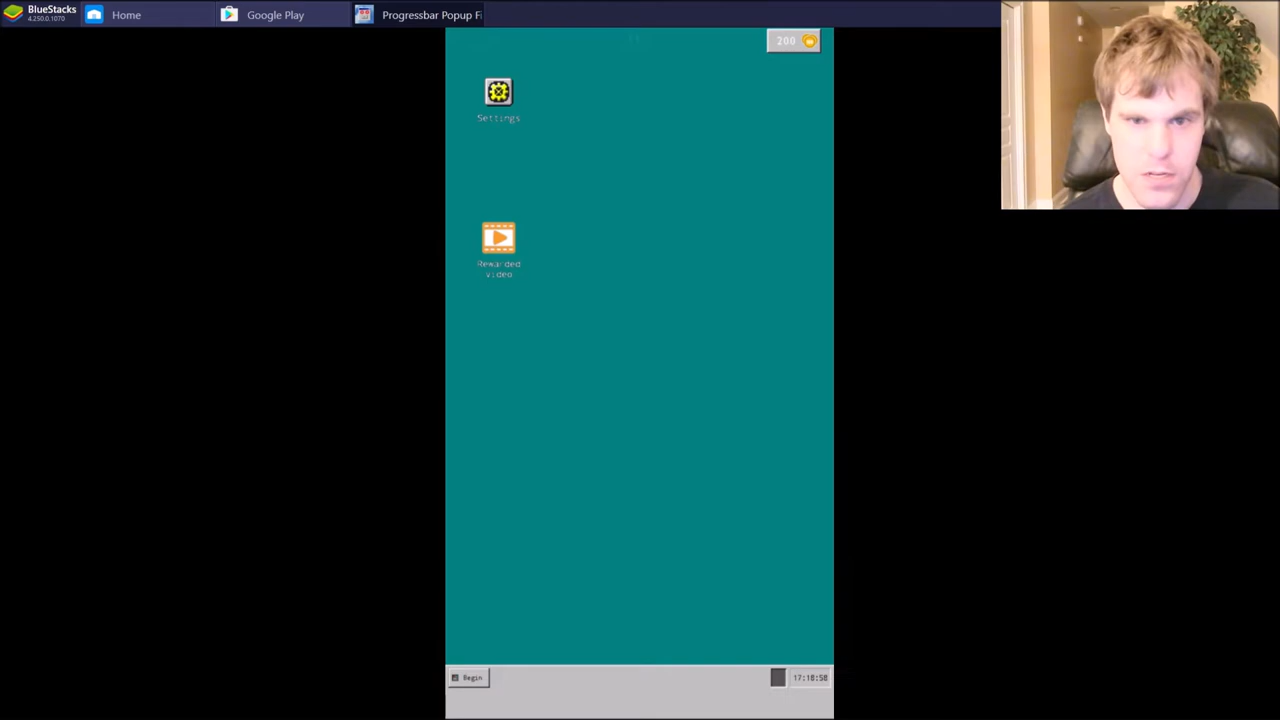 BlueStacks
4.250.0.1070
Home
Google Play
Progressbar Popup Fi
200
Settings
Rewarded
video
Begin
17:18:58